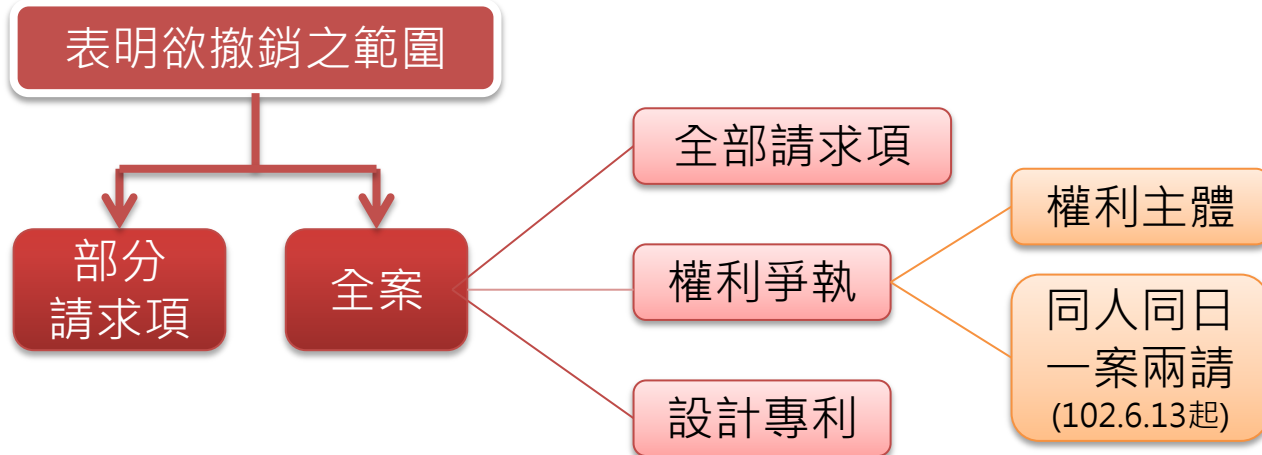 表明欲撤銷之範圍
部分
請求項
全案
全部請求項
權利爭執
設計專利
權利主體
同人同日
一案兩請
(102.6.13起)